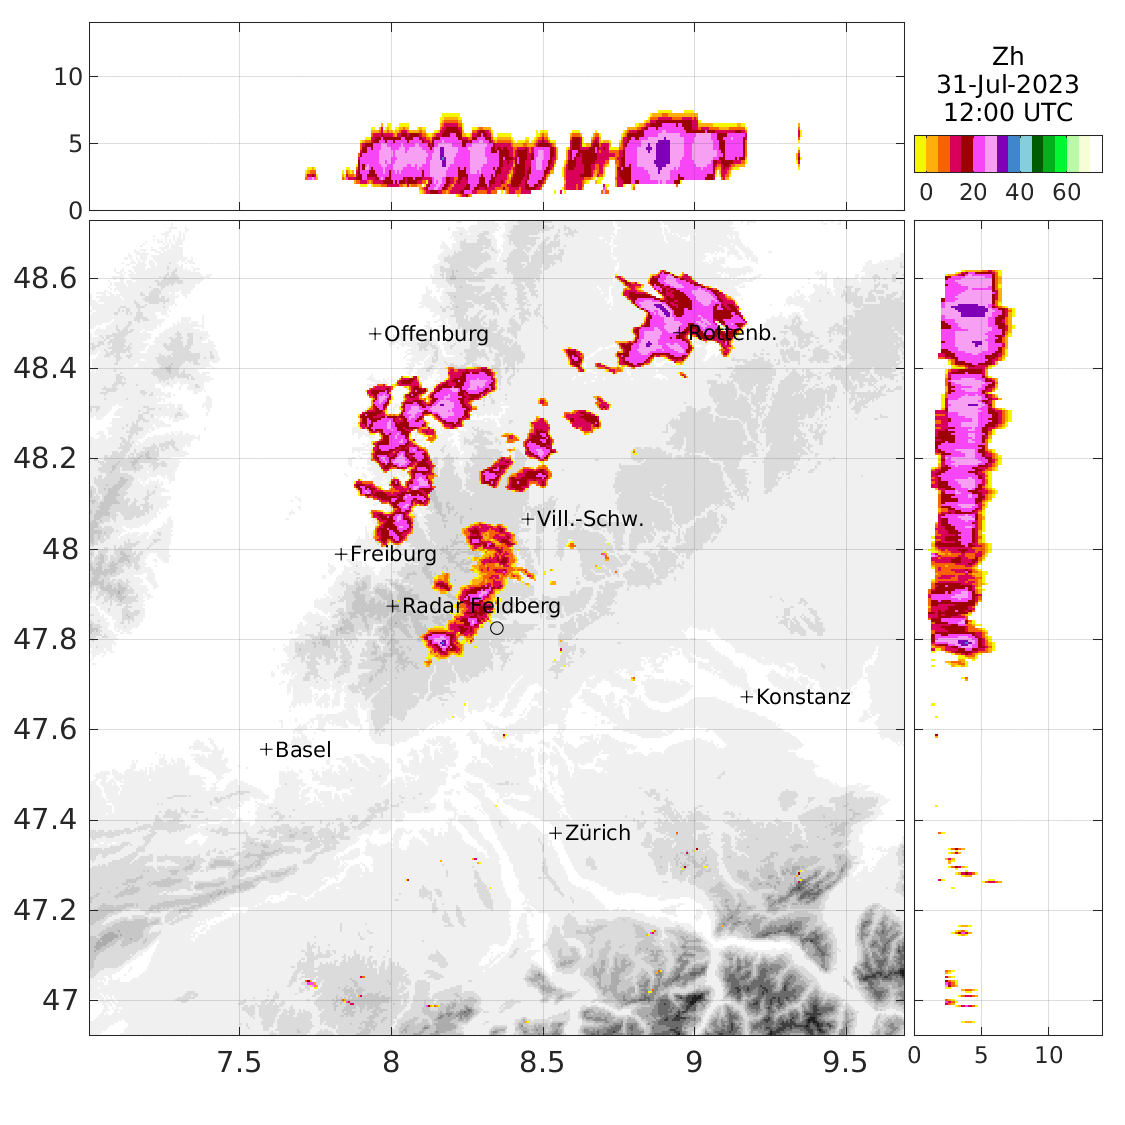 Zh
31-Jul-2023
12:00 UTC
0 20 40 60
10
5
0
48.6
48.4
48.2
48
47.8
47.6
47.4
47.2
47
Offenburg
Rottenb.
Vill.-Schw.
Freiburg
Radar Feldberg
Konstanz
Basel
Zürich
7.5 8 8.5 9 9.5
0 5 10